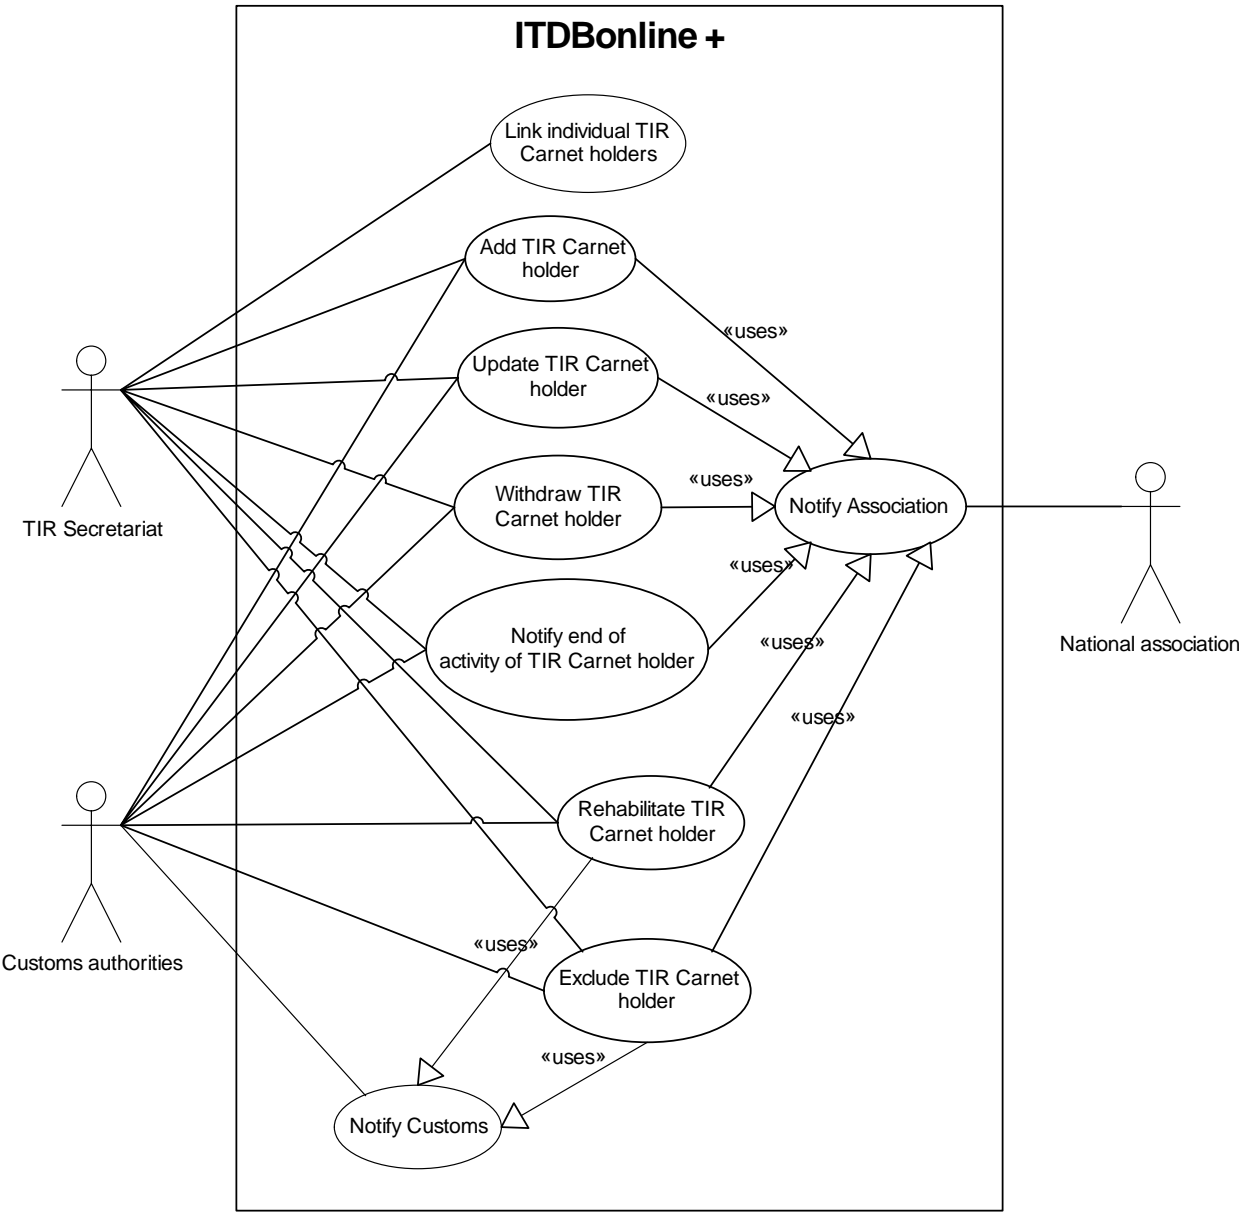 ITDBonline +
Link individual TIR
Carnet holders
Add TIR Carnet
holder
«uses»
Update TIR Carnet
holder
«uses»
Withdraw TIR
Carnet holder
«uses»
Notify Association
TIR Secretariat
«uses»
Notify end of
activity of TIR Carnet holder
«uses»
National association
«uses»
Rehabilitate TIR
Carnet holder
«uses»
Customs authorities
Exclude TIR Carnet
holder
«uses»
Notify Customs